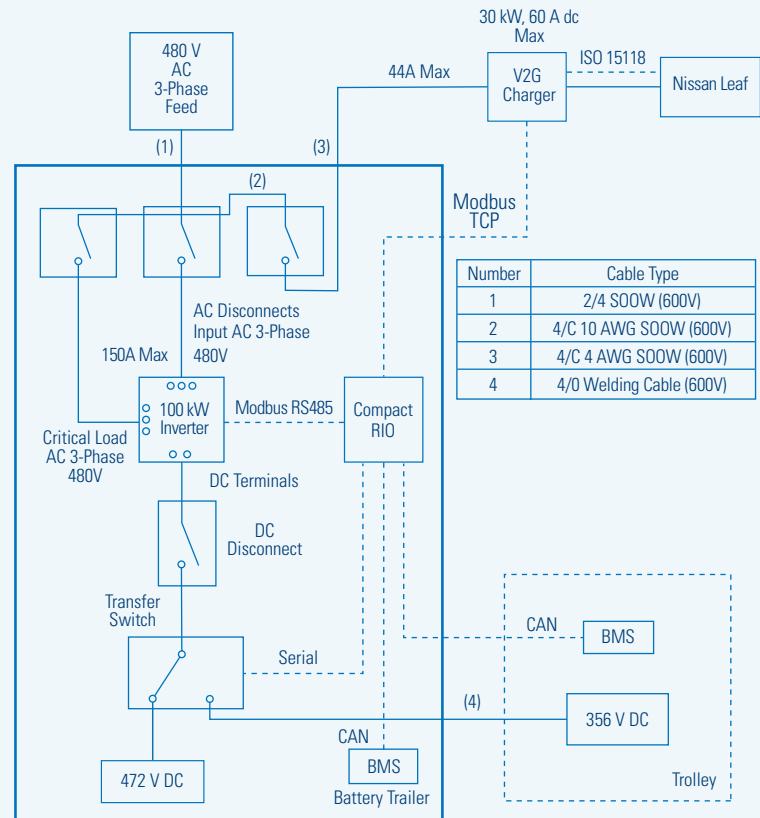 480 V
AC
3-Phase
Feed
30 kW, 60 A dc
Max
44A Max
V2G
Charger
ISO 15118
Nissan Leaf
(1)
(3)
(2)
Modbus
TCP
Number Cable Type
1 2/4 SOOW (600V)
2 4/C 10 AWG SOOW (600V)
3 4/C 4 AWG SOOW (600V)
4 4/0 Welding Cable (600V)
AC Disconnects
Input AC 3-Phase
480V
150A Max
100 kW
Inverter
Modbus RS485
Compact
RIO
Critical Load
AC 3-Phase
480V
DC Terminals
DC
Disconnect
Transfer
Switch
Serial
CAN
BMS
(4)
356 V DC
Trolley
472 V DC
CAN
BMS
Battery Trailer